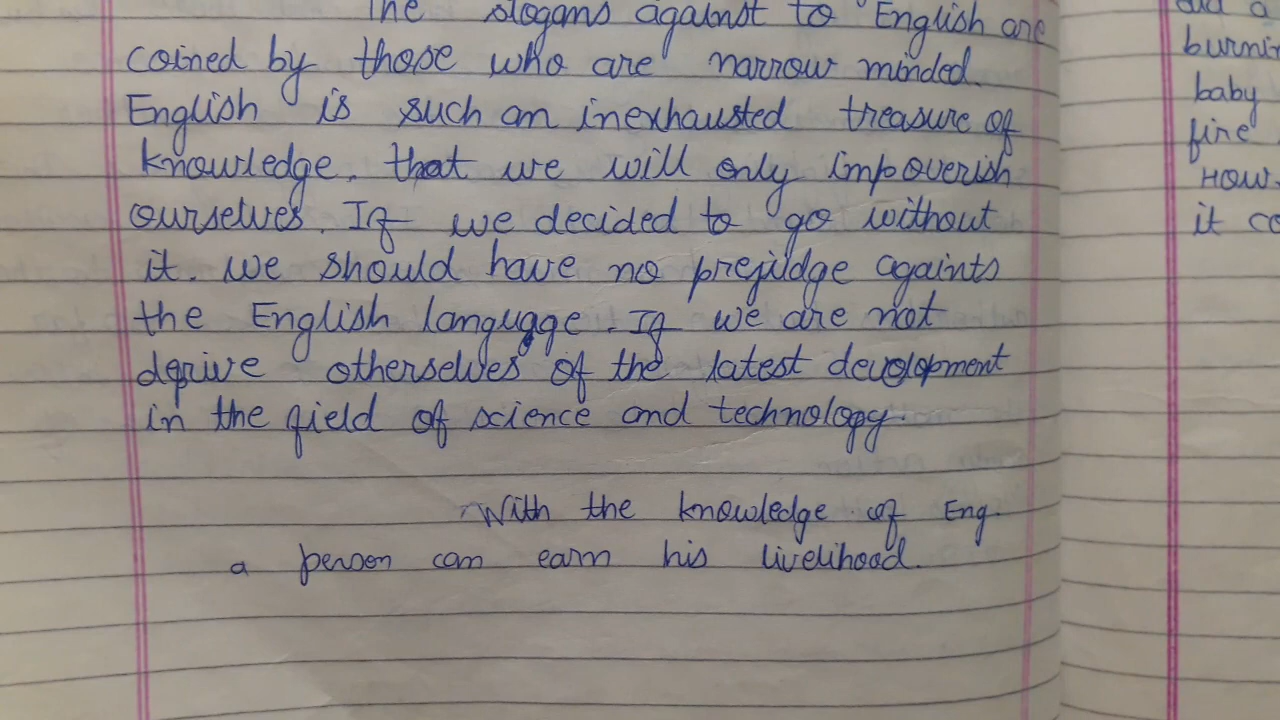 The slogans against to English are
coined by those who are narrow minded.
English is such an inexhausted treasure of
knowledge. that we will only impoverish
ourselves. If we decided to go without
it. we should have no prejudge againts
the English language. If we are not
derive otherselves of the latest development
in the field of science and technology.
With the knowledge of Eng.
a person can earn his livelihood.
burnin
baby
fire
How
it co